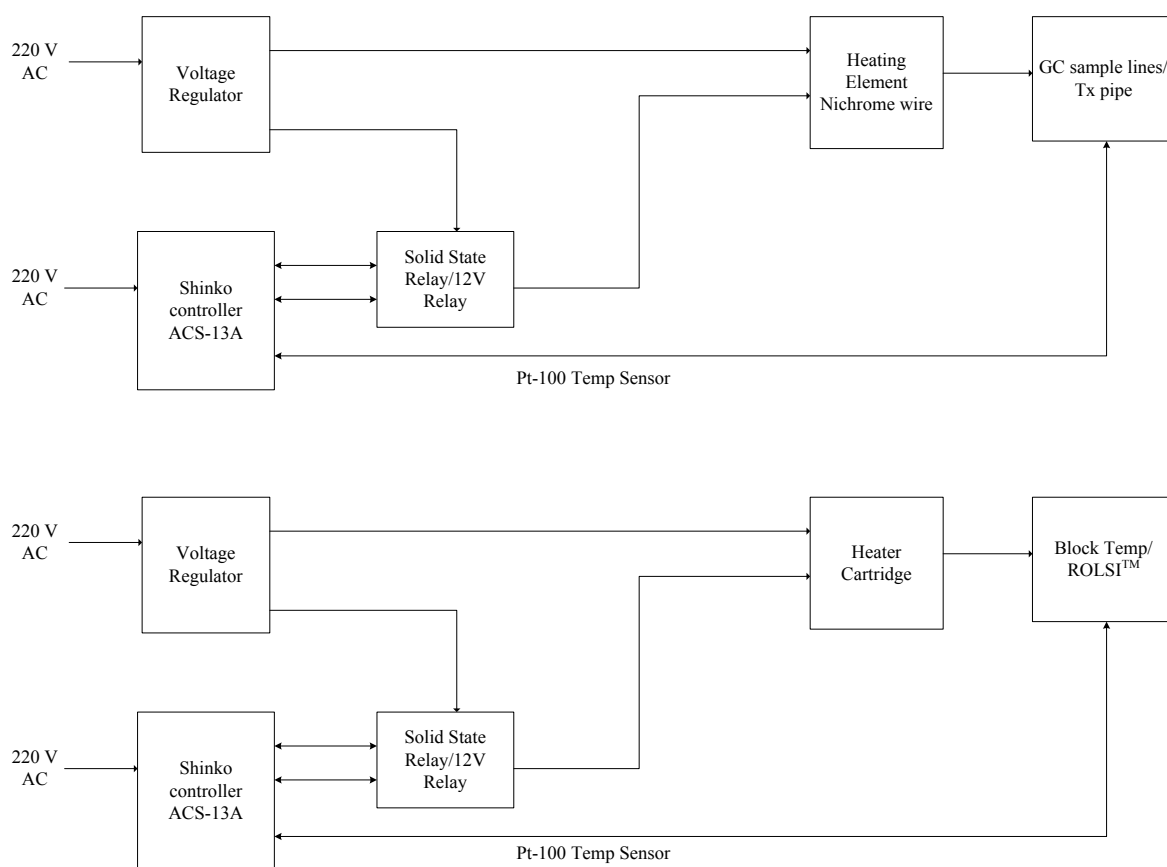 220 V
AC
Voltage
Regulator
Heating
Element
Nichrome wire
GC sample lines/
Tx pipe
220 V
AC
Shinko
controller
ACS-13A
Solid State
Relay/12V
Relay
Pt-100 Temp Sensor
220 V
AC
Voltage
Regulator
Heater
Cartridge
Block Temp/
ROLSI™
220 V
AC
Shinko
controller
ACS-13A
Solid State
Relay/12V
Relay
Pt-100 Temp Sensor